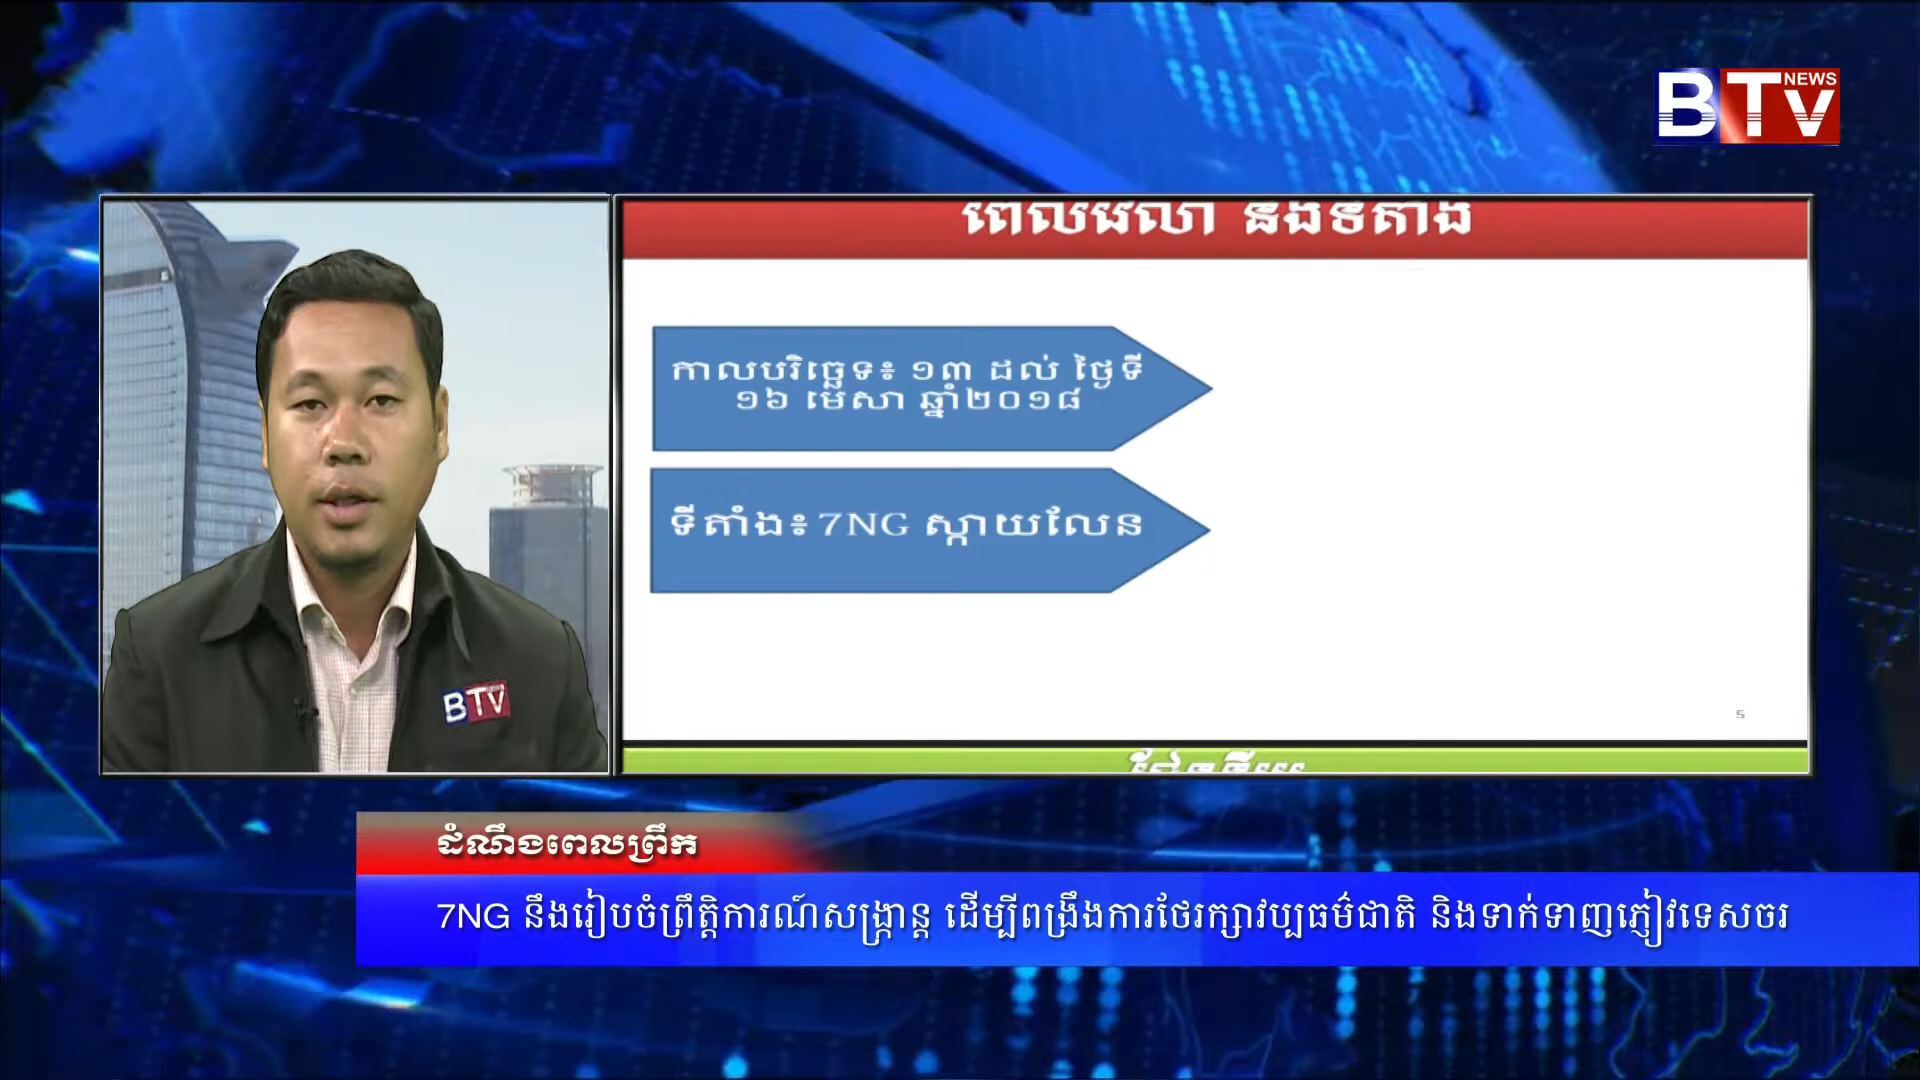 BTV NEWS
ពេលវេលា និងទីតាំង
កាលបរិច្ឆេទ៖ ១៣ ដល់ ថ្ងៃទី
១៦ មេសា ឆ្នាំ២០១៨
ទីតាំង៖ 7NG ស្កាយលែន
5
BTV
ដំណឹងពេលព្រឹក
7NG នឹងរៀបចំព្រឹត្តិការណ៍សង្ក្រាន្ត ដើម្បីពង្រឹងការថែរក្សាវប្បធម៌ជាតិ និងទាក់ទាញភ្ញៀវទេសចរ